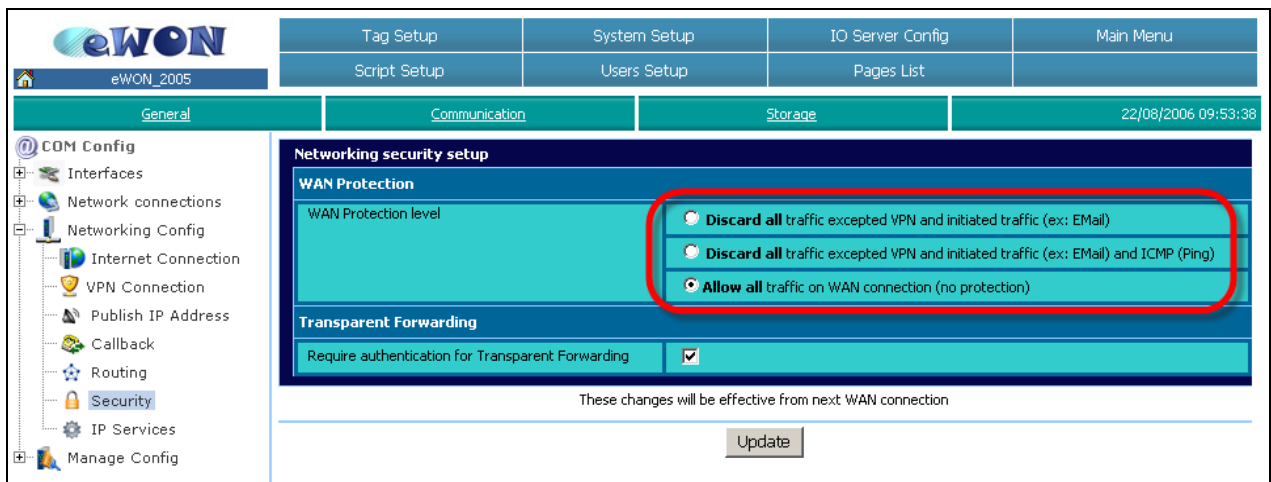 eWON
Tag Setup
System Setup
IO Server Config
Main Menu
eWON_2005
Script Setup
Users Setup
Pages List
General
Communication
Storage
22/08/2006 09:53:38
COM Config
Interfaces
Network connections
Networking Config
Internet Connection
VPN Connection
Publish IP Address
Callback
Routing
Security
IP Services
Manage Config
Networking security setup
WAN Protection
WAN Protection level
Discard all traffic excepted VPN and initiated traffic (ex: EMail)
Discard all traffic excepted VPN and initiated traffic (ex: EMail) and ICMP (Ping)
Allow all traffic on WAN connection (no protection)
Transparent Forwarding
Require authentication for Transparent Forwarding
These changes will be effective from next WAN connection
Update